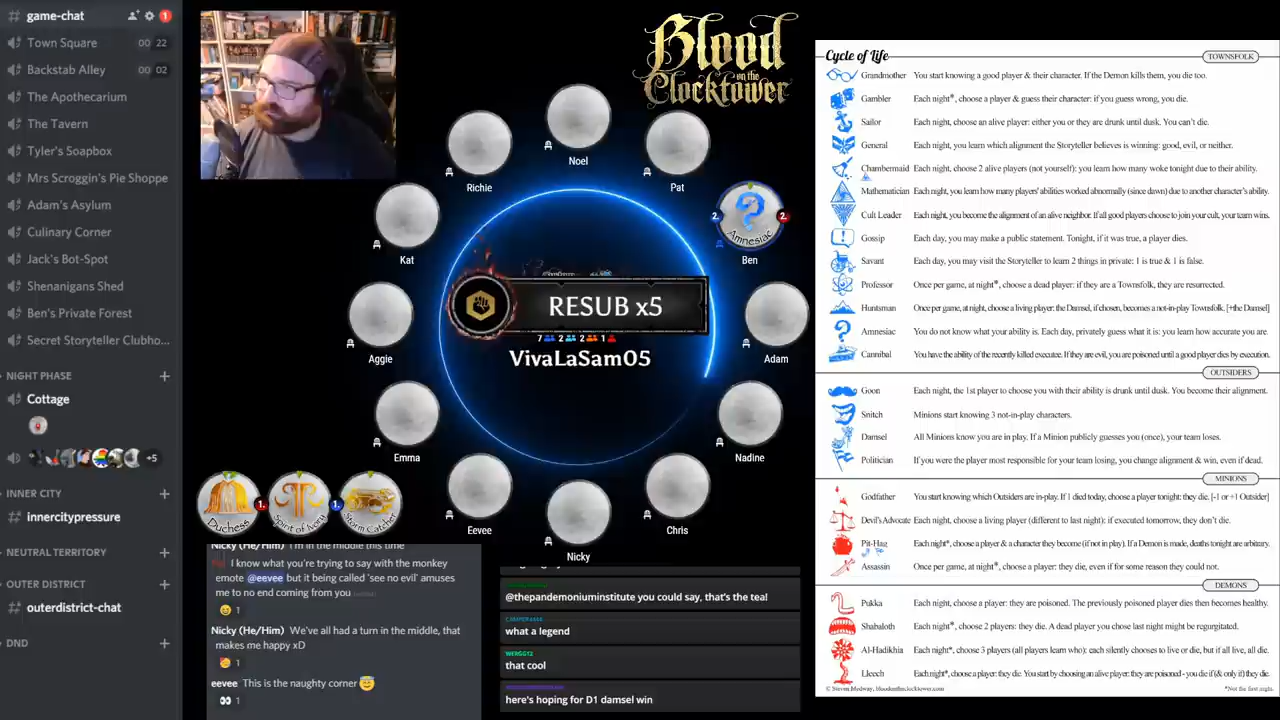 game-chat
1
Town Square
00 22
Backstab Alley
00 02
Pandemonichecarium
The Tavern
Tyler's Soapbox
Mrs Scroggin's Pie Shoppe
Adam's Asylum
Culinary Corner
Jack's Bot-Spot
Shenanigans Shed
Ben's Private Forest
Secret Storyteller Clubho...
NIGHT PHASE
Cottage
+5
INNER CITY
innercitypressure
NEUTRAL TERRITORY
OUTER DISTRICT
outerdistrict-chat
DND
Blood
on the
Clocktower
Noel
Richie
Pat
Kat
2.
Amnesiac
2.
Ben
Aggie
Adam
Emma
Nadine
Eevee
Chris
Nicky
RESUB x5
7 2 2 1
VivaLaSam05
Duchess
1.
Spirit of Ivory
1.
Storm Catcher
Nicky (He/Him) I'm in the middle this time
I know what you're trying to say with the monkey
emote @eevee but it being called 'see no evil' amuses
me to no end coming from you
1
Nicky (He/Him) We've all had a turn in the middle, that
makes me happy xD
1
eevee This is the naughty corner
1
@thepandemoniuminstitute you could say, that's the tea!
what a legend
WERGG12
that cool
here's hoping for D1 damsel win
Cycle of Life
TOWNSFOLK
Grandmother You start knowing a good player & their character. If the Demon kills them, you die too.
Gambler Each night*, choose a player & guess their character: if you guess wrong, you die.
Sailor Each night, choose an alive player: either you or they are drunk until dusk. You can't die.
General Each night, you learn which alignment the Storyteller believes is winning: good, evil, or neither.
Chambermaid Each night, choose 2 alive players (not yourself): you learn how many woke tonight due to their ability.
Mathematician Each night, you learn how many players' abilities worked abnormally (since dawn) due to another character's ability.
Cult Leader Each night, you become the alignment of an alive neighbor. If all good players choose to join your cult, your team wins.
Gossip Each day, you may make a public statement. Tonight, if it was true, a player dies.
Savant Each day, you may visit the Storyteller to learn 2 things in private: 1 is true & 1 is false.
Professor Once per game, at night*, choose a dead player: if they are a Townsfolk, they are resurrected.
Huntsman Once per game, at night, choose a living player: the Damsel, if chosen, becomes a not-in-play Townsfolk. [+the Damsel]
Amnesiac You do not know what your ability is. Each day, privately guess what it is: you learn how accurate you are.
Cannibal You have the ability of the recently killed executee. If they are evil, you are poisoned until a good player dies by execution.
OUTSIDERS
Goon Each night, the 1st player to choose you with their ability is drunk until dusk. You become their alignment.
Snitch Minions start knowing 3 not-in-play characters.
Damsel All Minions know you are in play. If a Minion publicly guesses you (once), your team loses.
Politician If you were the player most responsible for your team losing, you change alignment & win, even if dead.
MINIONS
Godfather You start knowing which Outsiders are in-play. If 1 died today, choose a player tonight: they die. [-1 or +1 Outsider]
Devil's Advocate Each night, choose a living player (different to last night): if executed tomorrow, they don't die.
Pit-Hag Each night*, choose a player & a character they become (if not in play). If a Demon is made, deaths tonight are arbitrary.
Assassin Once per game, at night*, choose a player: they die, even if for some reason they could not.
DEMONS
Pukka Each night, choose a player: they are poisoned. The previously poisoned player dies then becomes healthy.
Shabaloth Each night*, choose 2 players: they die. A dead player you chose last night might be regurgitated.
Al-Hadikhia Each night*, choose 3 players (all players learn who): each silently chooses to live or die, but if all live, all die.
Lleech Each night*, choose a player: they die. You start by choosing an alive player: they are poisoned - you die if (& only if) they die.
© Steven Medway, bloodontheclocktower.com
*Not the first night.